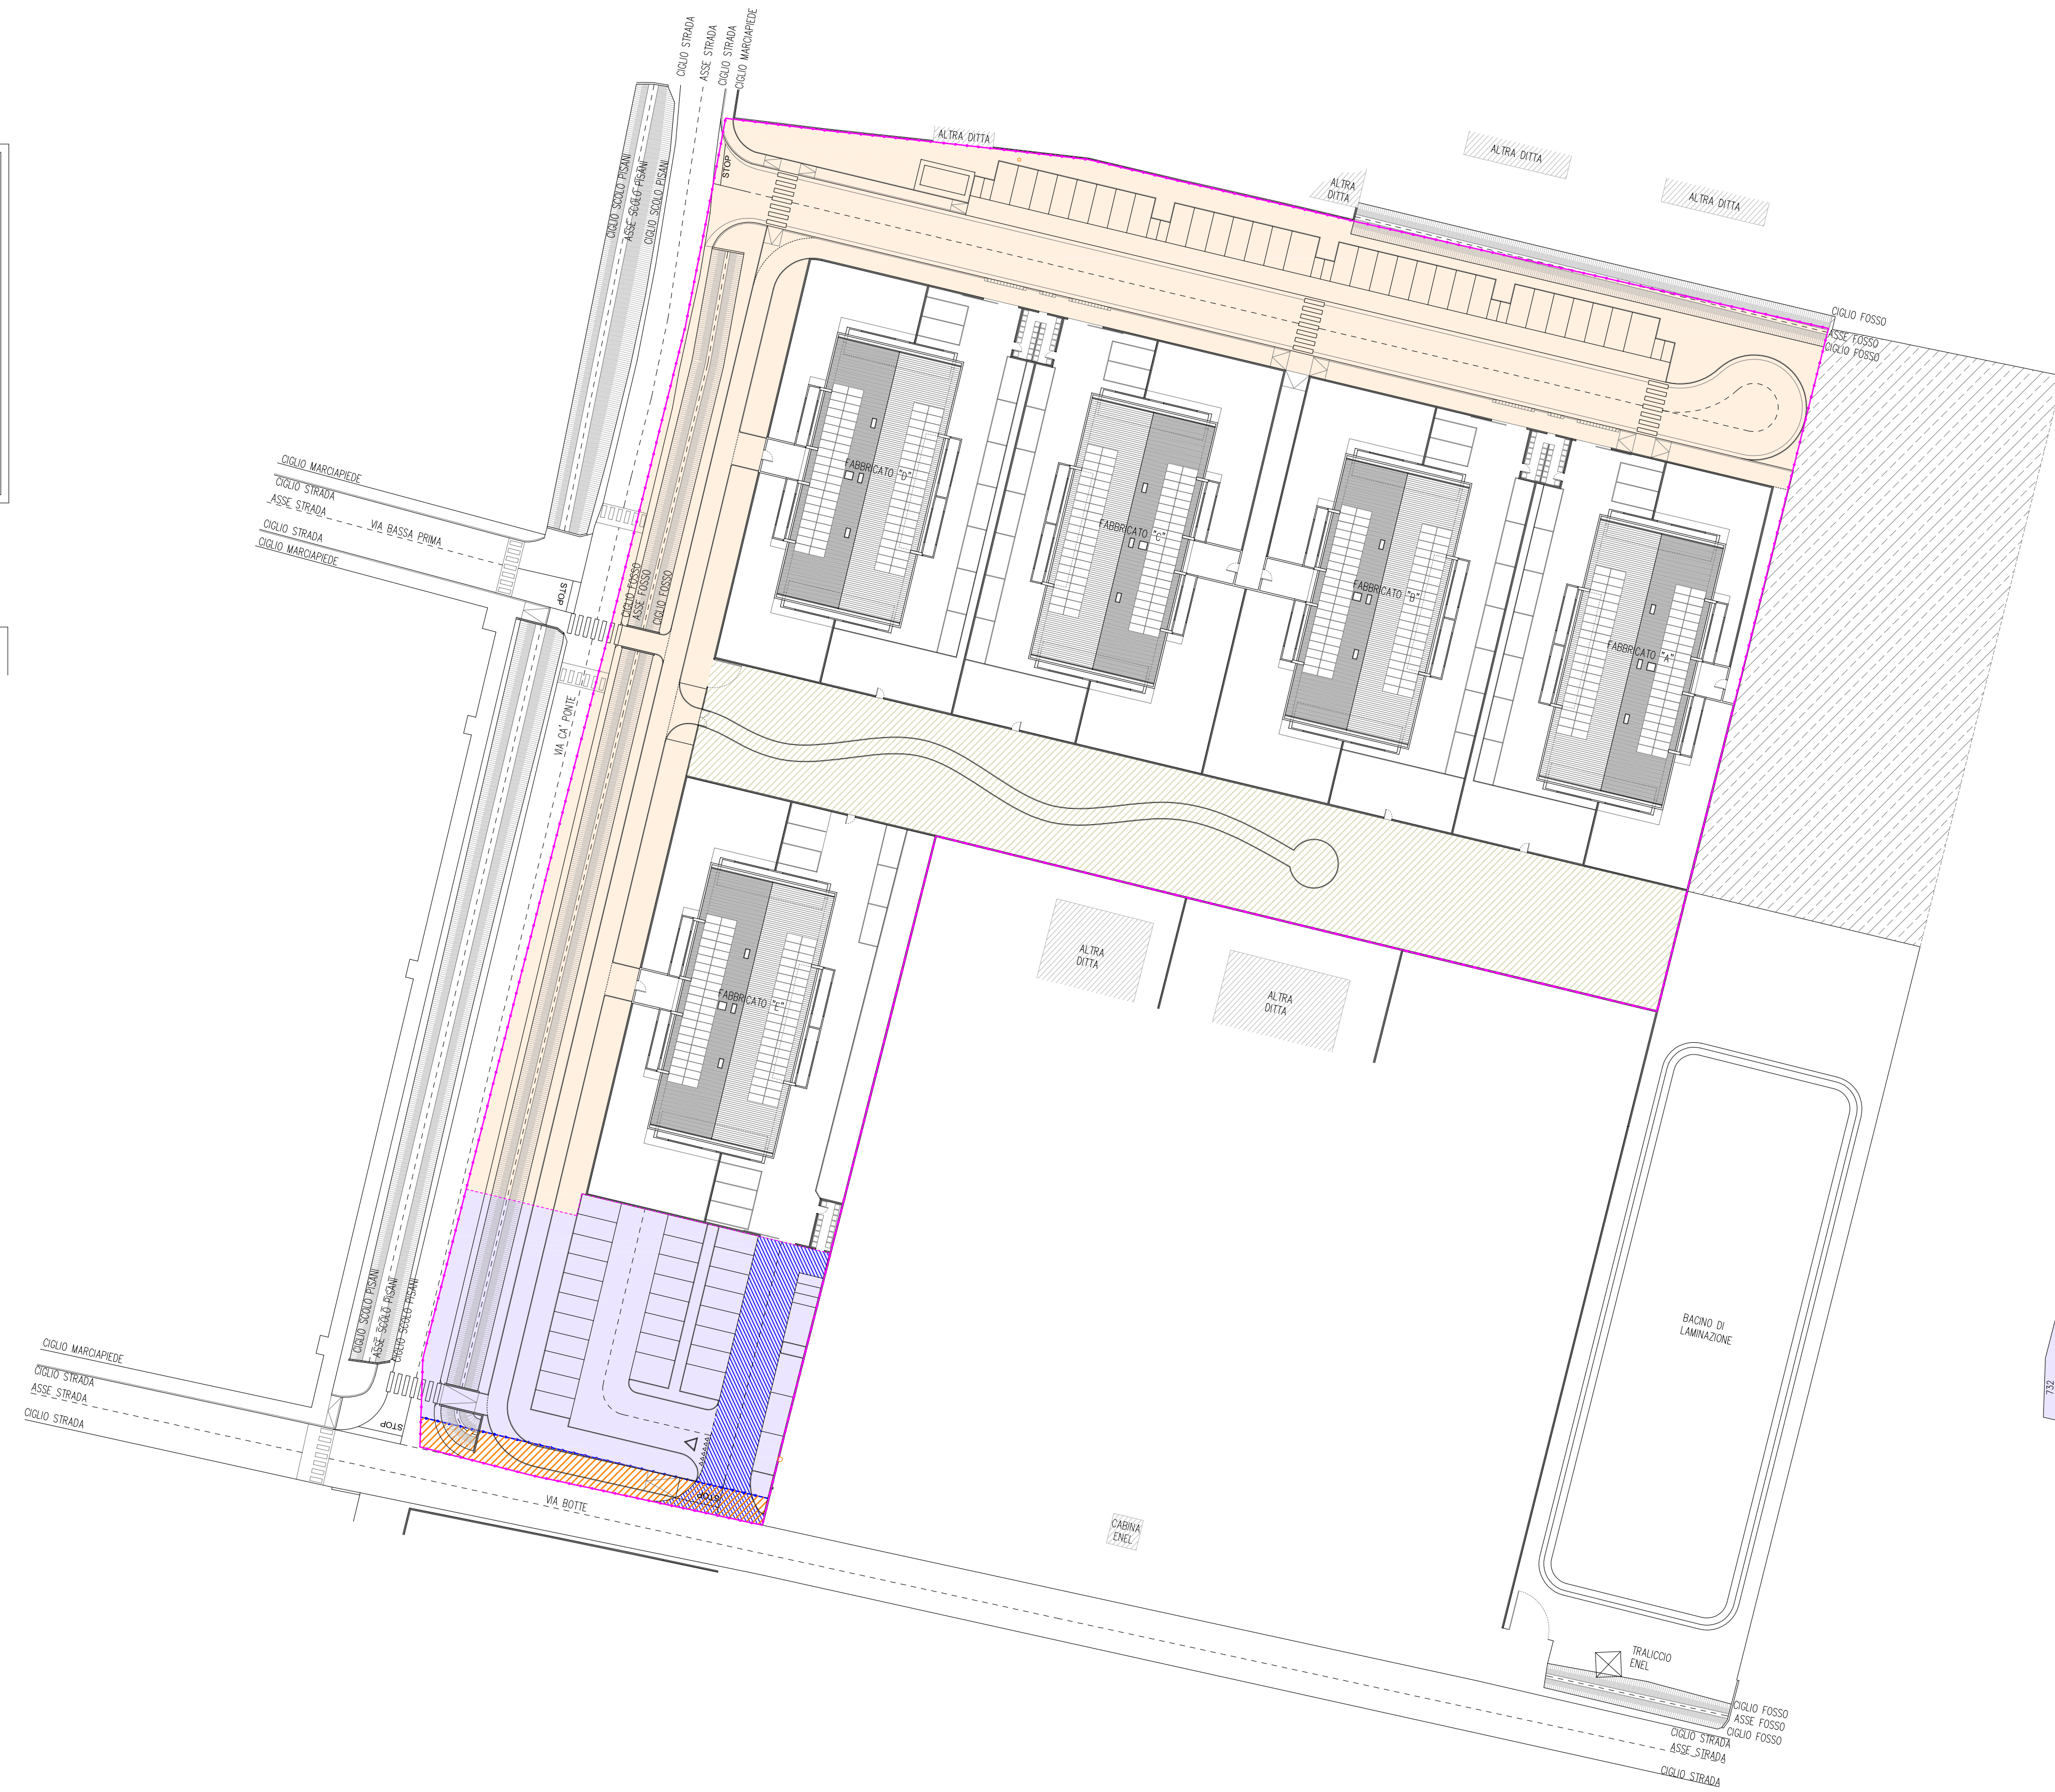 CIGLIO STRADA
ASSE STRADA
CIGLIO STRADA
CIGLIO MARCIAPIEDE
STOP
ALTRA DITTA
ALTRA DITTA
ALTRA
DITTA
ALTRA DITTA
CIGLIO SCOLO PISANI
ASSE SCOLO PISANI
CIGLIO SCOLO PISANI
CIGLIO FOSSO
ASSE FOSSO
CIGLIO FOSSO
CIGLIO MARCIAPIEDE
CIGLIO STRADA
ASSE STRADA
VIA BASSA PRIMA
CIGLIO STRADA
CIGLIO MARCIAPIEDE
STOP
FABBRICATO "D"
FABBRICATO "C"
FABBRICATO "B"
FABBRICATO "A"
CIGLIO FOSSO
ASSE FOSSO
CIGLIO FOSSO
VIA CA' PONTE
FABBRICATO "E"
ALTRA
DITTA
ALTRA
DITTA
BACINO DI
LAMINAZIONE
CIGLIO SCOLO PISANI
ASSE SCOLO PISANI
CIGLIO SCOLO PISANI
CIGLIO MARCIAPIEDE
CIGLIO STRADA
ASSE STRADA
CIGLIO STRADA
STOP
STOP
VIA BOTTE
CABINA
ENEL
TRALICCIO
ENEL
CIGLIO FOSSO
ASSE FOSSO
CIGLIO FOSSO
CIGLIO STRADA
ASSE STRADA
CIGLIO STRADA
732